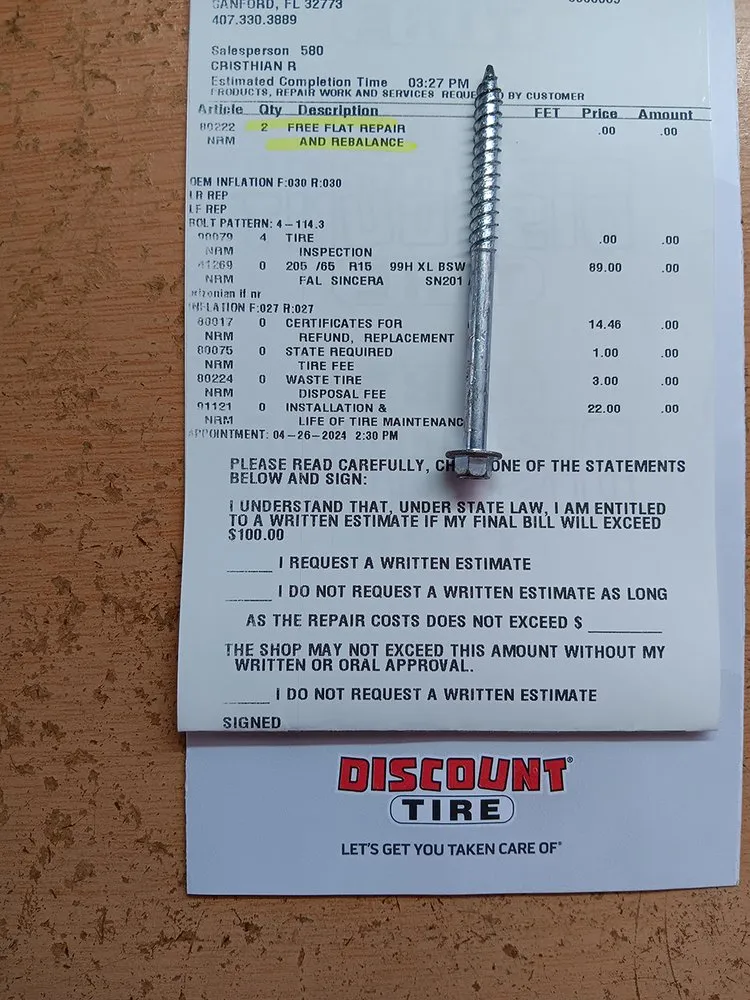 SANFORD, FL 32773
407.330.3889
Salesperson 580
CRISTHIAN R
Estimated Completion Time 03:27 PM
PRODUCTS, REPAIR WORK AND SERVICES BY CUSTOMER
Article Qty Description FET Price Amount
80222 2 FREE FLAT REPAIR .00 .00
NRM AND REBALANCE
OEM INFLATION F:030 R:030
LR REP
LF REP
BOLT PATTERN: 4-114.3
90079 4 TIRE .00 .00
NRM INSPECTION
41269 0 205 /65 R15 99H XL BSW 89.00 .00
NRM FAL SINCERA SN201
if nr
INFLATION F:027 R:027
80917 0 CERTIFICATES FOR 14.46 .00
NRM REFUND, REPLACEMENT
80075 0 STATE REQUIRED 1.00 .00
NRM TIRE FEE
80224 0 WASTE TIRE 3.00 .00
NRM DISPOSAL FEE
01121 0 INSTALLATION & 22.00 .00
NRM LIFE OF TIRE MAINTENANC
APPOINTMENT: 04-26-2024 2:30 PM
PLEASE READ CAREFULLY, CH ONE OF THE STATEMENTS
BELOW AND SIGN:
I UNDERSTAND THAT, UNDER STATE LAW, I AM ENTITLED
TO A WRITTEN ESTIMATE IF MY FINAL BILL WILL EXCEED
$100.00
_____ I REQUEST A WRITTEN ESTIMATE
_____ I DO NOT REQUEST A WRITTEN ESTIMATE AS LONG
AS THE REPAIR COSTS DOES NOT EXCEED $ ________
THE SHOP MAY NOT EXCEED THIS AMOUNT WITHOUT MY
WRITTEN OR ORAL APPROVAL.
_____ I DO NOT REQUEST A WRITTEN ESTIMATE
SIGNED
DISCOUNT®
TIRE
LET'S GET YOU TAKEN CARE OF®